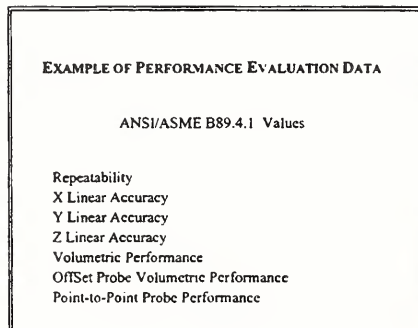 EXAMPLE OF PERFORMANCE EVALUATION DATA
ANSI/ASME B89.4.1 Values
Repeatability
X Linear Accuracy
Y Linear Accuracy
Z Linear Accuracy
Volumetric Performance
OffSet Probe Volumetric Performance
Point-to-Point Probe Performance